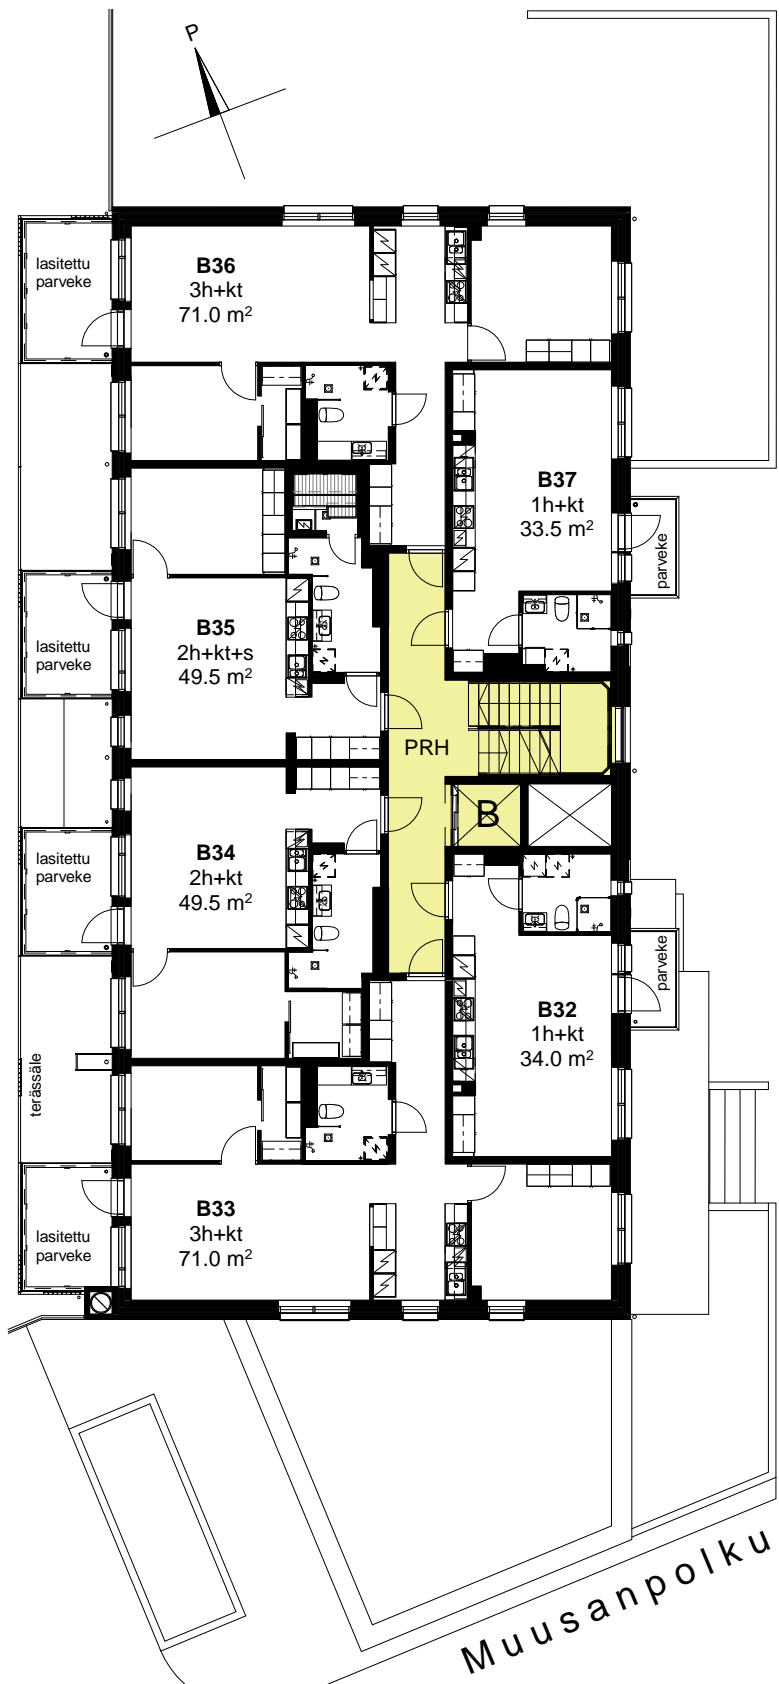 P
lasitettu
parveke
B36
3h+kt
71.0 m²
B37
1h+kt
33.5 m²
parveke
lasitettu
parveke
B35
2h+kt+s
49.5 m²
PRH
B
lasitettu
parveke
B34
2h+kt
49.5 m²
parveke
B32
1h+kt
34.0 m²
terässäle
lasitettu
parveke
B33
3h+kt
71.0 m²
Muusanpolku